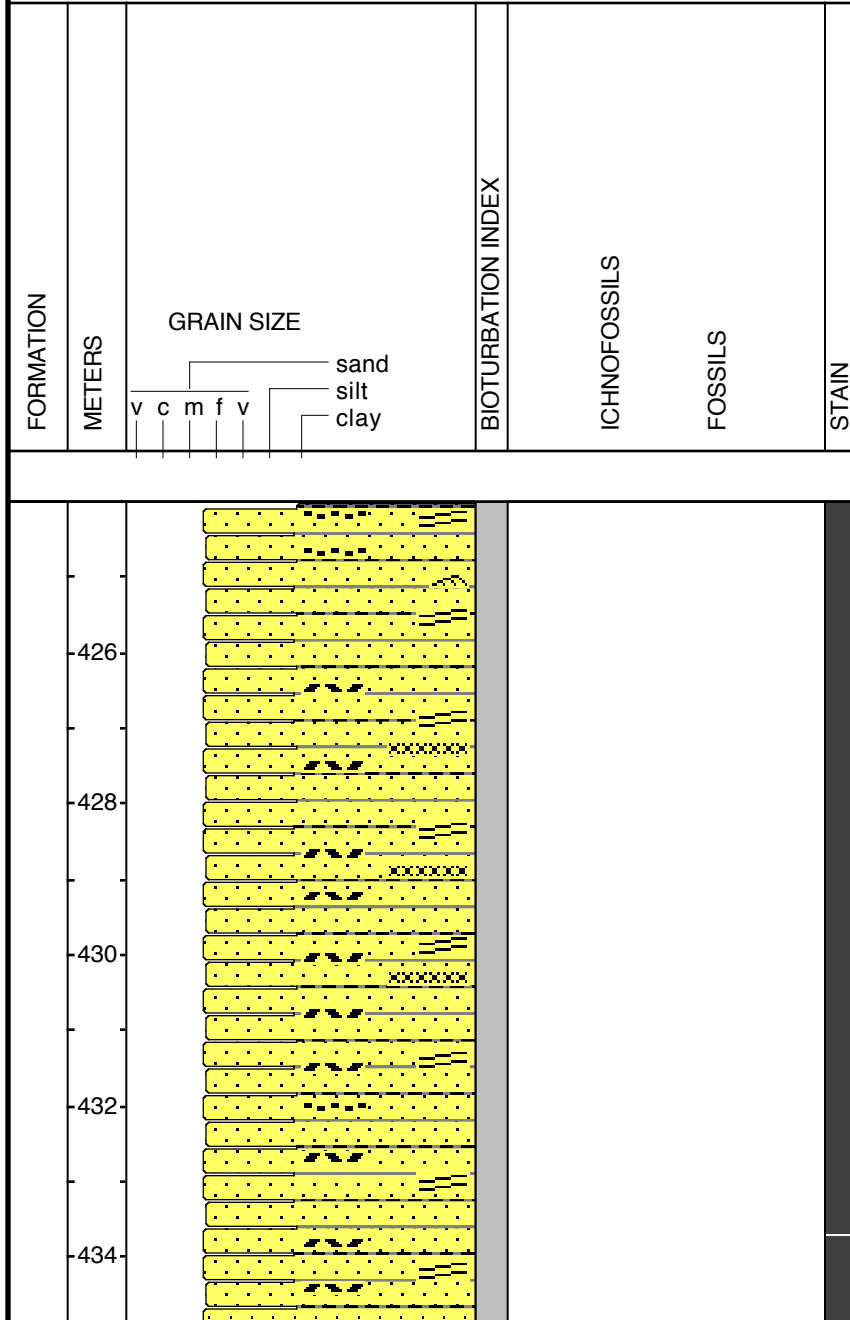 FORMATION
METERS
GRAIN SIZE
sand
silt
clay
v c m f v
BIOTURBATION INDEX
ICHNOFOSSILS
FOSSILS
STAIN
426
428
430
432
434